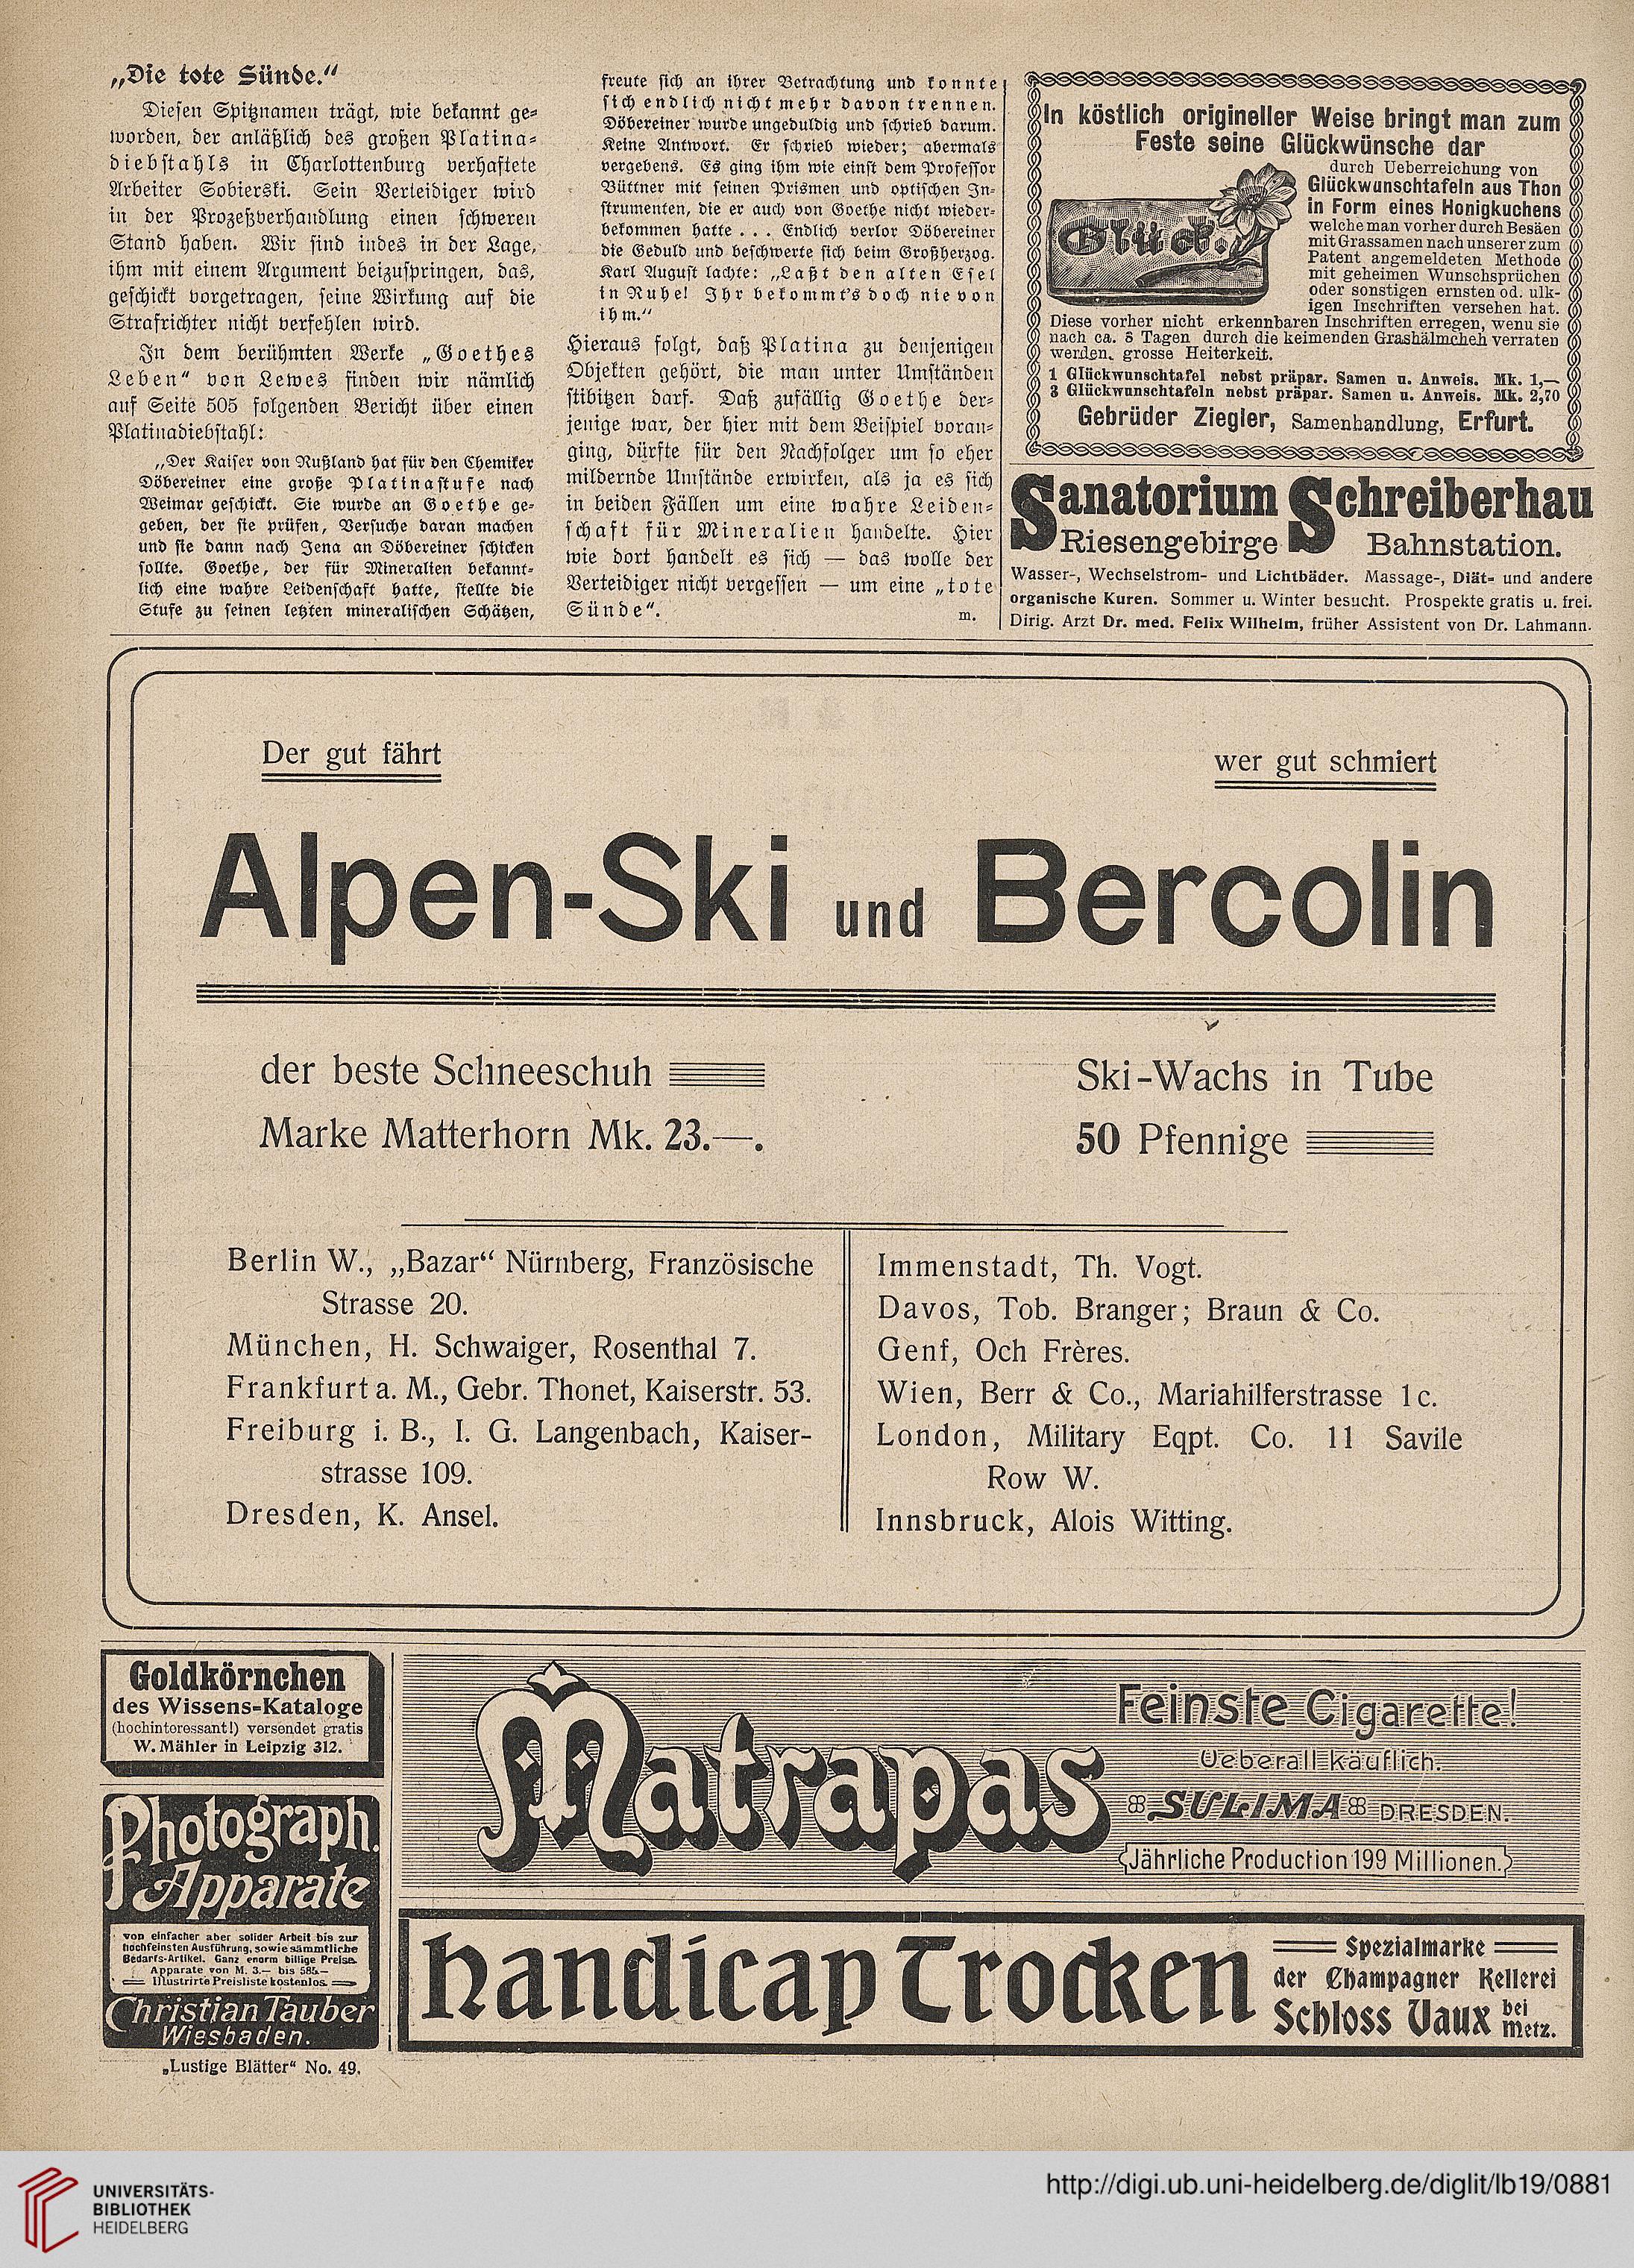 „Die tote Sünde.“
Diesen Spitznamen trägt, wie bekannt ge-
worden, der anläßlich des großen Platina-
diebstahls in Charlottenburg verhaftete
Arbeiter Sobierski. Sein Verteidiger wird
in der Prozeßverhandlung einen schweren
Stand haben. Wir sind indes in der Lage,
ihm mit einem Argument beizuspringen, das,
geschickt vorgetragen, seine Wirkung auf die
Strafrichter nicht verfehlen wird.
In dem berühmten Werke „Goethes
Leben“ von Lewes finden wir nämlich
auf Seite 505 folgenden Bericht über einen
Platinadiebstahl:
„Der Kaiser von Rußland hat für den Chemiker
Döbereiner eine große Platinastufe nach
Weimar geschickt. Sie wurde an Goethe ge-
geben, der sie prüfen, Versuche daran machen
und sie dann nach Jena an Döbereiner schicken
sollte. Goethe, der für Mineralien bekannt-
lich eine wahre Leidenschaft hatte, stellte die
Stufe zu seinen letzten mineralischen Schätzen,
freute sich an ihrer Betrachtung und konnte
sich endlich nicht mehr davon trennen.
Döbereiner wurde ungeduldig und schrieb darum.
Keine Antwort. Er schrieb wieder; abermals
vergebens. Es ging ihm wie einst dem Professor
Büttner mit seinen Prismen und optischen In-
strumenten, die er auch von Goethe nicht wieder-
bekommen hatte . . . Endlich verlor Döbereiner
die Geduld und beschwerte sich beim Großherzog.
Karl August lachte: „Laßt den alten Esel
in Ruhe! Ihr bekommt's doch nie von
ihm.“
Hieraus folgt, daß Platina zu denjenigen
Objekten gehört, die man unter Umständen
stibitzen darf. Daß zufällig Goethe der-
jenige war, der hier mit dem Beispiel voran-
ging, dürfte für den Nachfolger um so eher
mildernde Umstände erwirken, als ja es sich
in beiden Fällen um eine wahre Leiden-
schaft für Mineralien handelte. Hier
wie dort handelt es sich — das wolle der
Verteidiger nicht vergessen — um eine „tote
Sünde“.
m.
In köstlich origineller Weise bringt man zum
Feste seine Glückwünsche dar
durch Ueberreichung von
Glückwunschtafeln aus Thon
in Form eines Honigkuchens
welche man vorher durch Besäen
mit Grassamen nach unserer zum
Patent angemeldeten Methode
mit geheimen Wunschsprüchen
oder sonstigen ernsten od. ulk-
igen Inschriften versehen hat.
Glück.
Diese vorher nicht erkennbaren Inschriften erregen, wenu sie
nach ca. 8 Tagen durch die keimenden Grashälmcheh verraten
werden, grosse Heiterkeit.
1 Glückwunschtafel nebst präpar. Samen u. Anweis. Mk. 1,—
3 Glückwunschtafeln nebst präpar. Samen u. Anweis. Mk. 2,70
Gebrüder Ziegler, Samenhandlung, Erfurt.
Sanatorium Schreiberhau
Riesengebirge Bahnstation.
Wasser-, Wechselstrom- und Lichtbäder. Massage-, Diät- und andere
organische Kuren. Sommer u. Winter besucht. Prospekte gratis u. frei.
Dirig. Arzt Dr. med. Felix Wilhelm, früher Assistent von Dr. Lahmann.
Der gut fährt
wer gut schmiert
Alpen-Ski und Bercolin
der beste Schneeschuh
Marke Matterhorn Mk. 23.—.
Ski-Wachs in Tube
50 Pfennige
Berlin W., „Bazar“ Nürnberg, Französische
Strasse 20.
München, H. Schwaiger, Rosenthal 7.
Frankfurt a. M., Gebr. Thonet, Kaiserstr. 53.
Freiburg i. B., I. G. Langenbach, Kaiser-
strasse 109.
Dresden, K. Ansel.
Immenstadt, Th. Vogt.
Davos, Tob. Branger; Braun & Co.
Genf, Och Frères.
Wien, Berr & Co., Mariahilferstrasse 1c.
London, Military Eqpt. Co. 11 Savile
Row W.
Innsbruck, Alois Witting.
Goldkörnchen
des Wissens-Kataloge
(hochinteressant!) versendet gratis
W. Mähler in Leipzig 312.
Photograph.
Apparate
von einfacher aber solider Arbeit bis zur
hochfeinsten Ausführung, sowie sämmtliche
Bedarfs-Artikel. Ganz enorm billige Preise.
Apparate von M. 3.— bis 585.—
Illustrirte Preisliste kostenlos.
Christian Tauber
Wiesbaden.
Matrapas
Feinste Cigarette!
Ueberall käuflich.
SULIMA DRESDEN.
Jährliche Production 199 Millionen.
Handicap Trocken
Spezialmarke
der Champagner Kellerei
Schloss Vaux bei Metz.
„Lustige Blätter“ No. 49.
UNIVERSITÄTS-
BIBLIOTHEK
HEIDELBERG
http://digi.ub.uni-heidelberg.de/diglit/lb19/0881